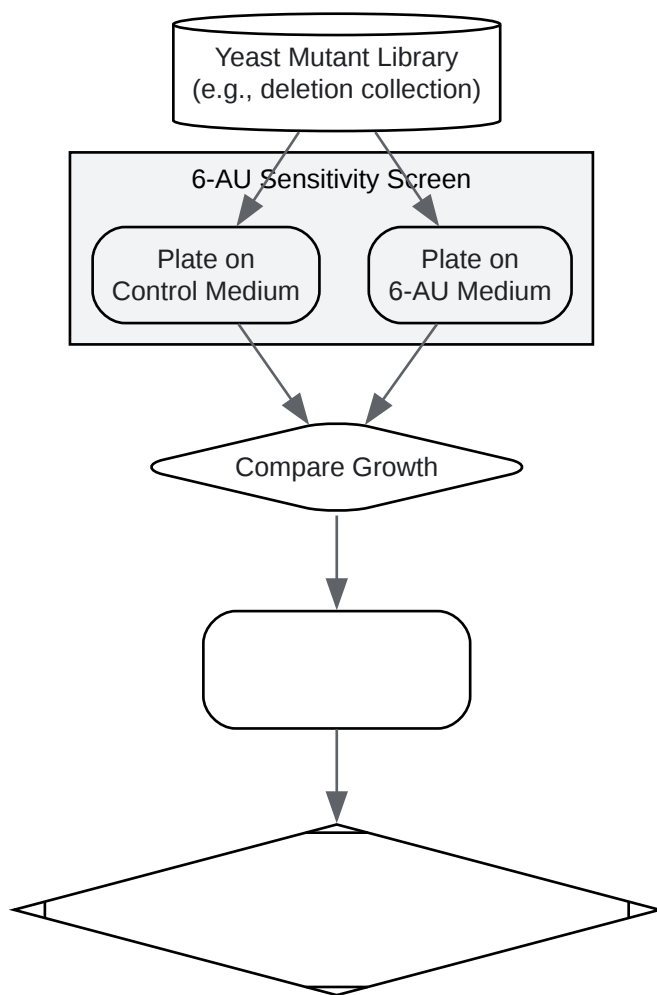 Yeast Mutant Library
(e.g., deletion collection)
6-AU Sensitivity Screen
Plate on
Control Medium
Plate on
6-AU Medium
Compare Growth